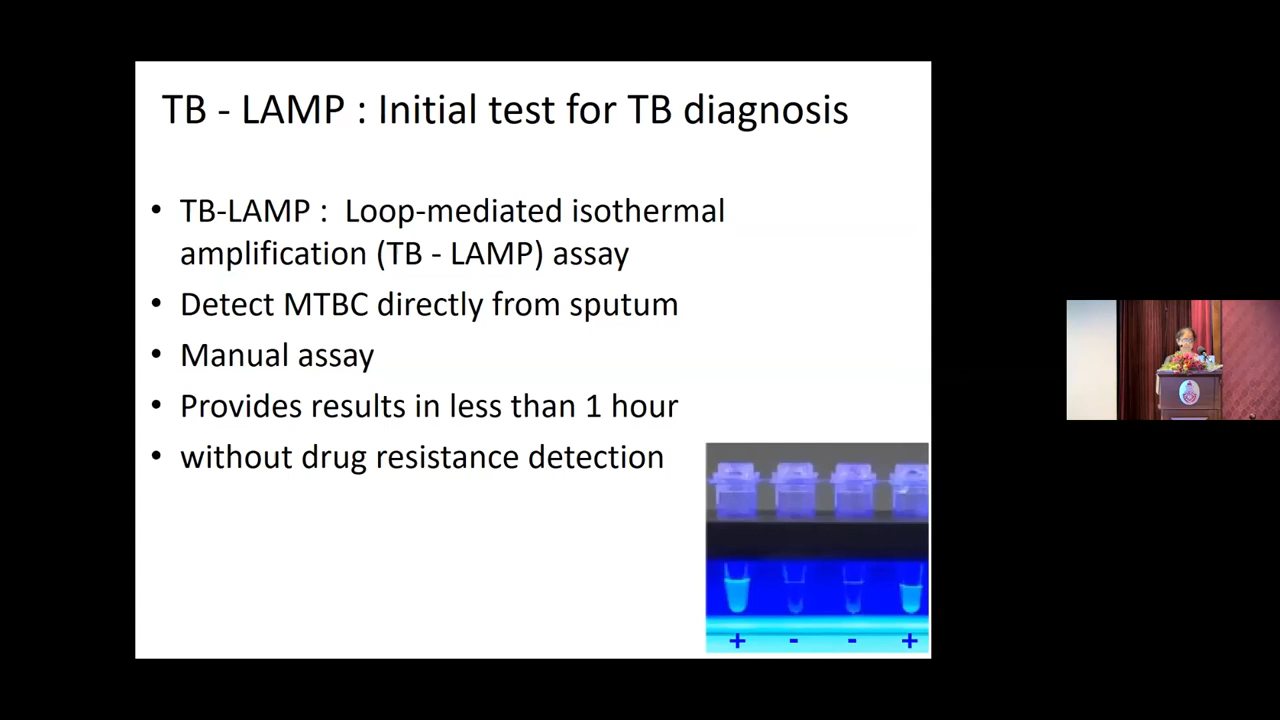 TB - LAMP : Initial test for TB diagnosis
• TB-LAMP : Loop-mediated isothermal
amplification (TB - LAMP) assay
• Detect MTBC directly from sputum
• Manual assay
• Provides results in less than 1 hour
• without drug resistance detection
+ - - +